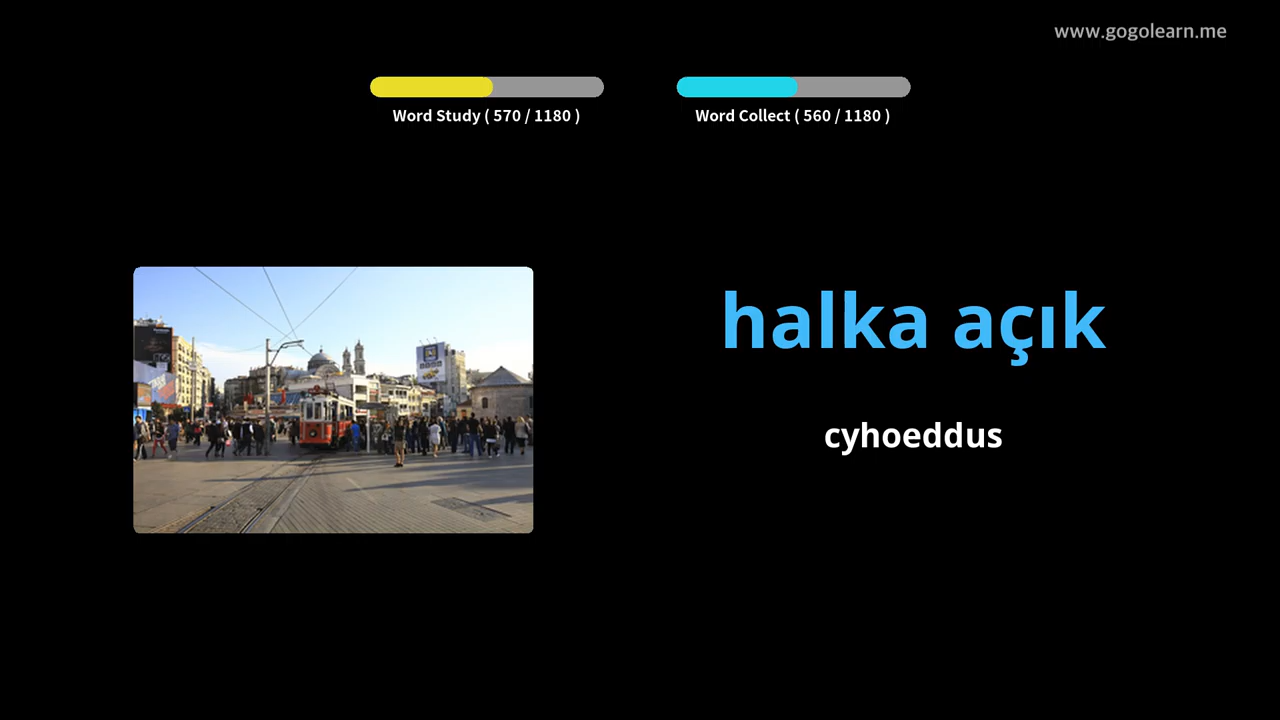 www.gogolearn.me
Word Study ( 570 / 1180 )
Word Collect ( 560 / 1180 )
halka açık
cyhoeddus